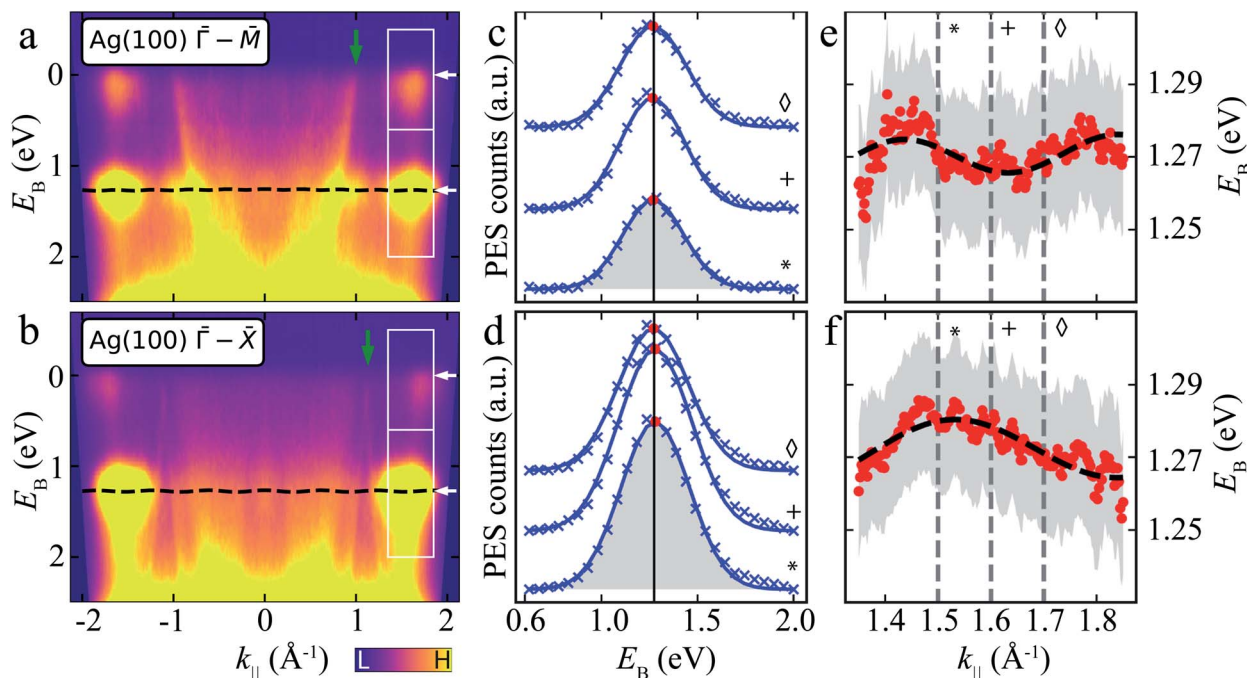 a
Ag(100) Γ̄ − M̄
0
1
2
E_B (eV)
b
Ag(100) Γ̄ − X̄
0
1
2
E_B (eV)
-2 -1 0 1 2
k_|| (Å⁻¹)
L H
c
PES counts (a.u.)
◊
+
*
d
PES counts (a.u.)
◊
+
*
0.6 1.0 1.5 2.0
E_B (eV)
e
* + ◊
1.29
1.27
1.25
E_B (eV)
f
* + ◊
1.29
1.27
1.25
E_B (eV)
1.4 1.5 1.6 1.7 1.8
k_|| (Å⁻¹)